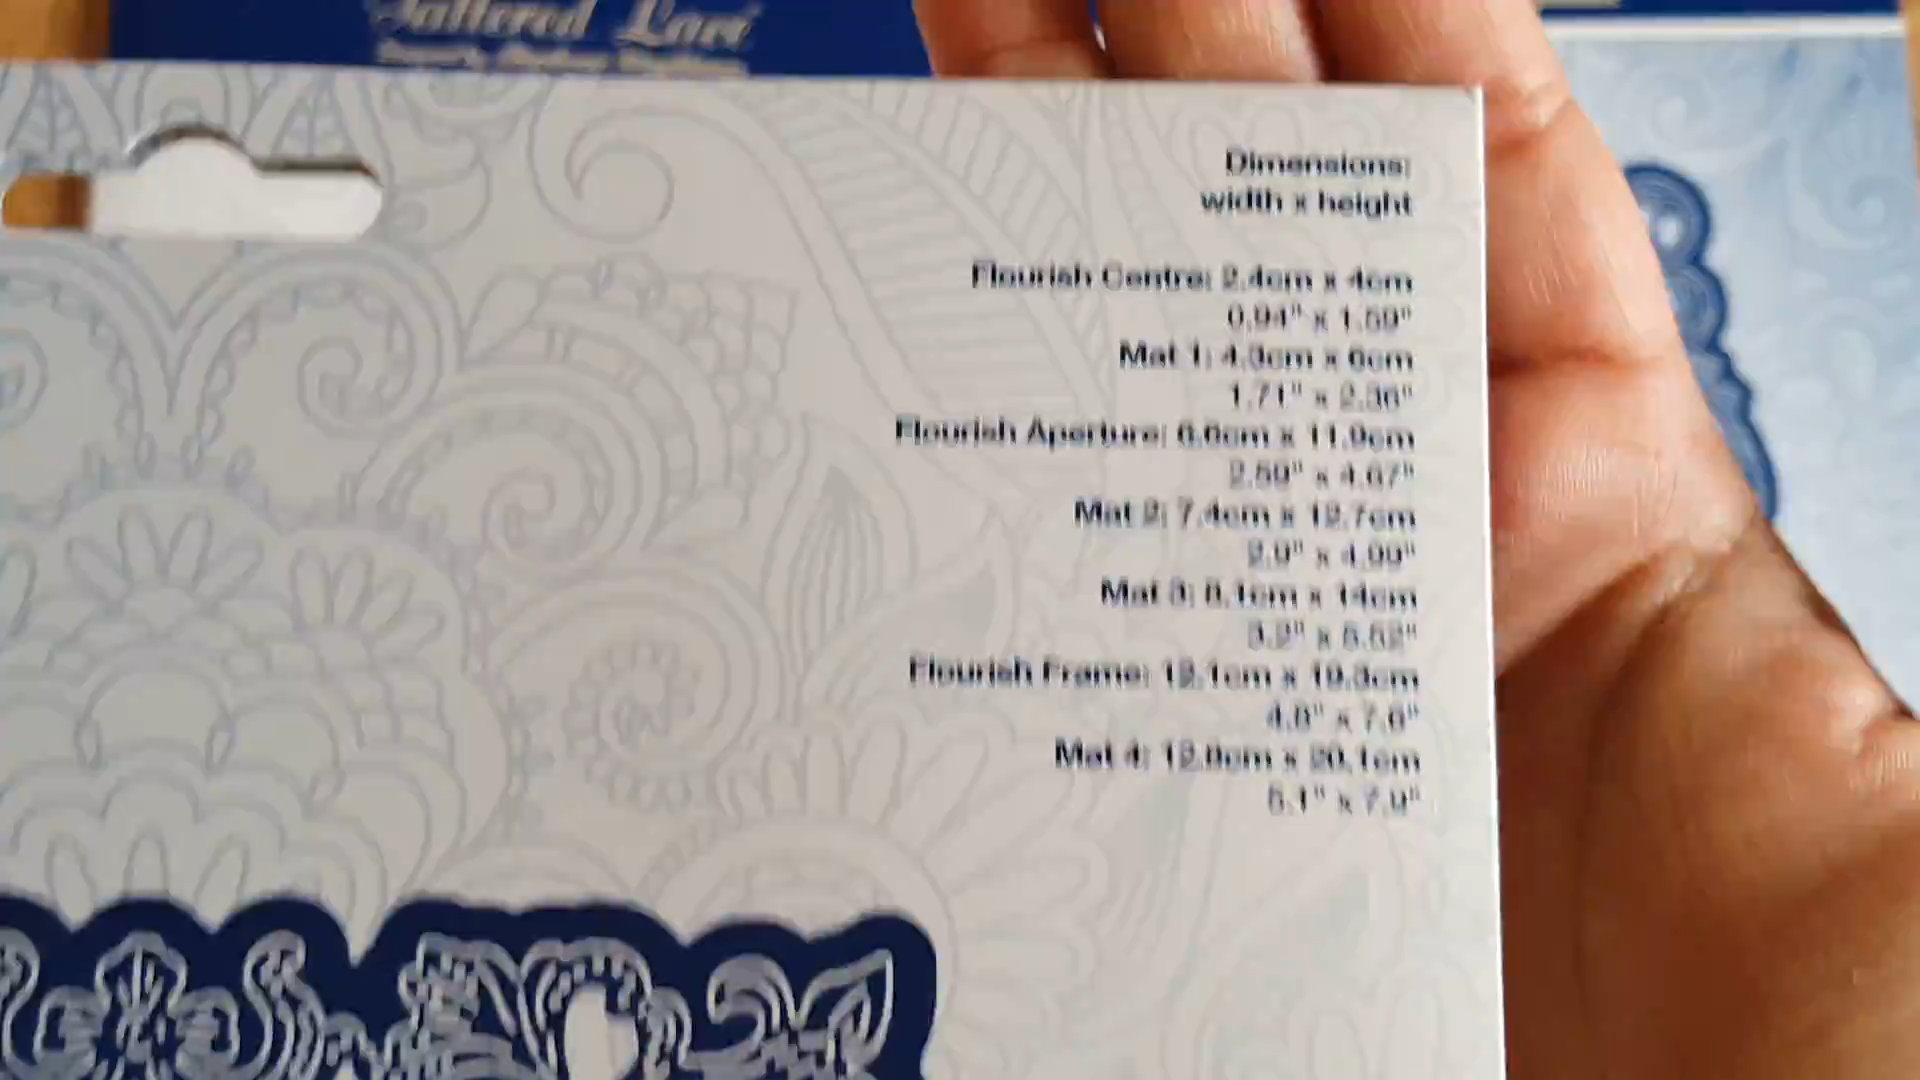 Tattered Lace
Dimensions:
width x height
Flourish Centre: 2.4cm x 4cm
0.94" x 1.59"
Mat 1: 4.3cm x 6cm
1.71" x 2.36"
Flourish Aperture: 6.6cm x 11.9cm
2.59" x 4.67"
Mat 2: 7.4cm x 12.7cm
2.9" x 4.99"
Mat 3: 8.1cm x 14cm
3.2" x 5.52"
Flourish Frame: 12.1cm x 19.3cm
4.8" x 7.6"
Mat 4: 12.9cm x 20.1cm
5.1" x 7.9"